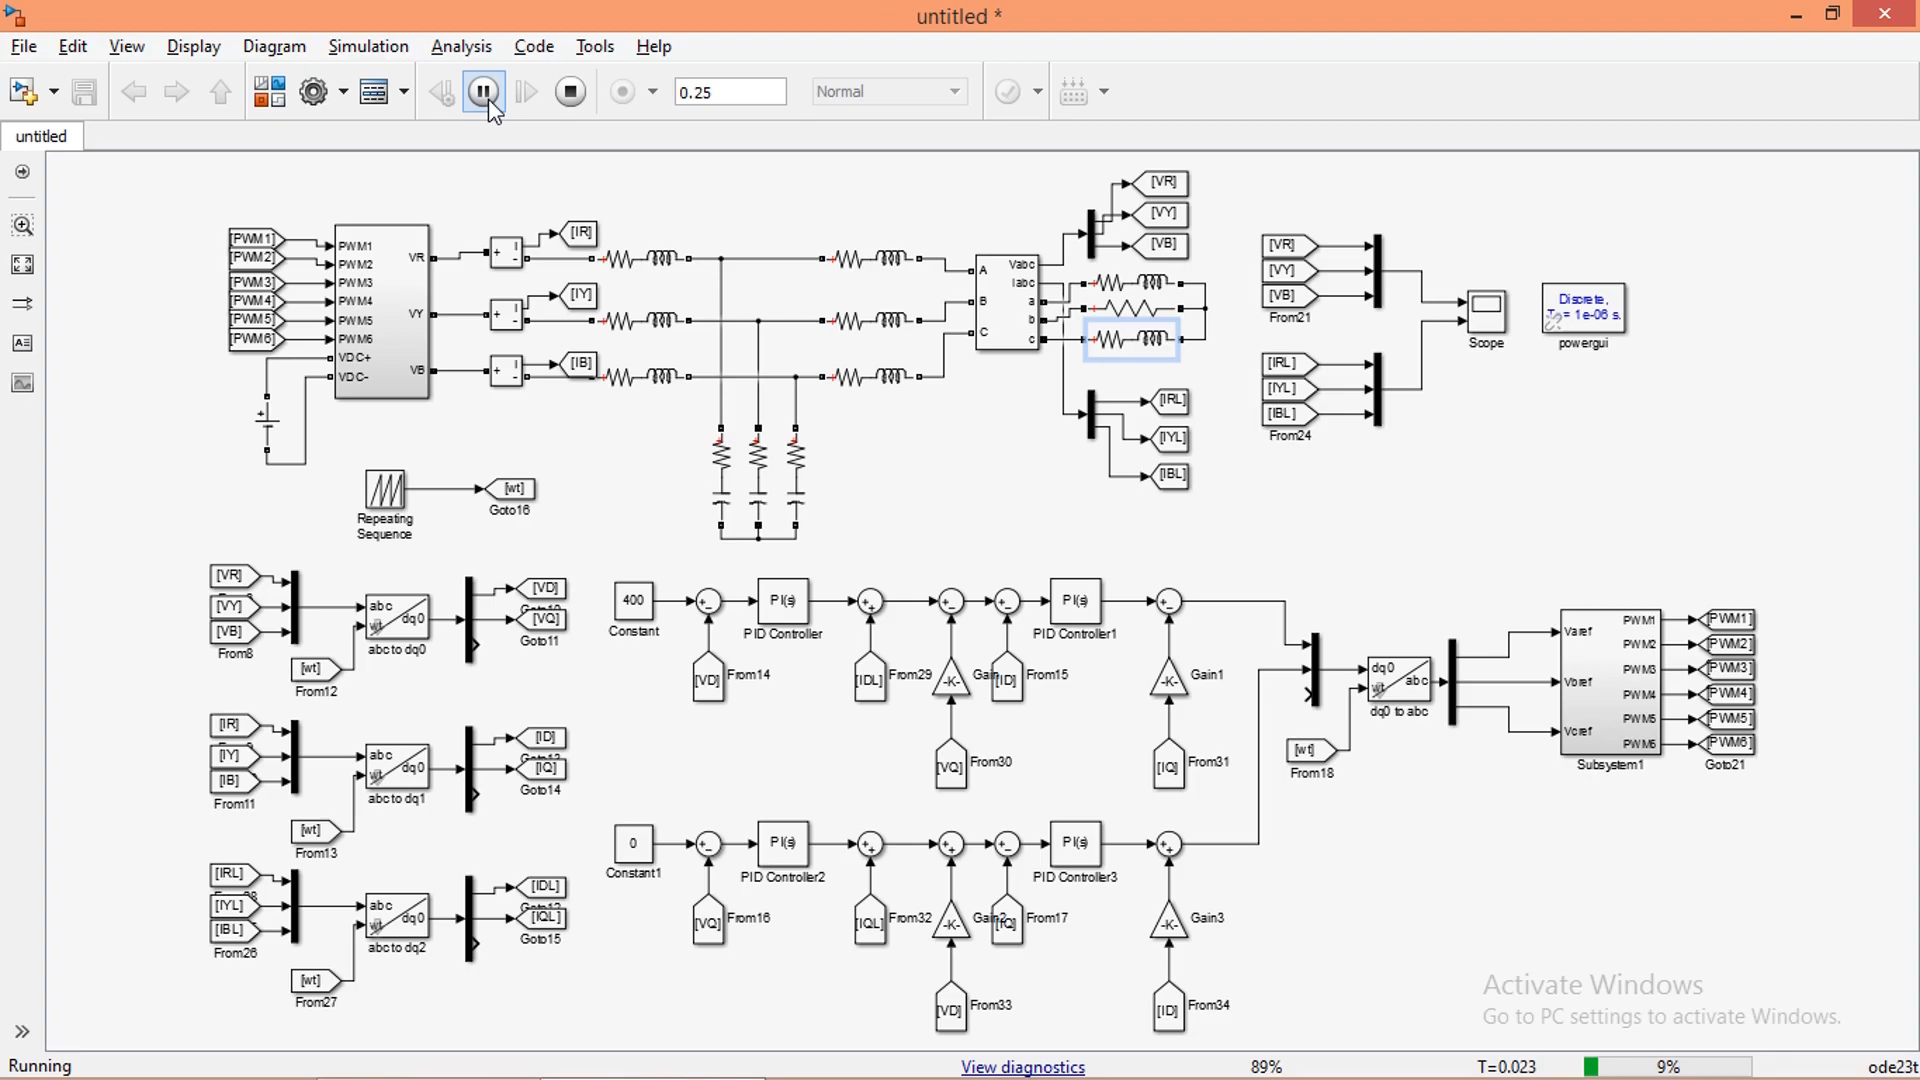 untitled *
File Edit View Display Diagram Simulation Analysis Code Tools Help
0.25 Normal
untitled
[PWM1]
[PWM2]
[PWM3]
[PWM4]
[PWM5]
[PWM6]
PWM1
PWM2
PWM3
PWM4
PWM5
PWM6
VDC+
VDC-
VR
VY
VB
[IR]
[IY]
[IB]
A
B
C
Vabc
Iabc
a
b
c
[VR]
[VY]
[VB]
[IRL]
[IYL]
[IBL]
[VR]
[VY]
[VB]
From21
[IRL]
[IYL]
[IBL]
From24
Scope
Discrete,
= 1e-06 s.
powergui
Repeating
Sequence
[wt]
Goto16
[VR]
[VY]
[VB]
From8
[wt]
From12
abc
wt
dq0
abc to dq0
[VD]
[VQ]
Goto11
[IR]
[IY]
[IB]
From11
[wt]
From13
abc
wt
dq0
abc to dq1
[ID]
[IQ]
Goto14
[IRL]
[IYL]
[IBL]
From26
[wt]
From27
abc
wt
dq0
abc to dq2
[IDL]
[IQL]
Goto15
400
Constant
PI(s)
PID Controller
[VD]
From14
[IDL]
From29
-K-
[VQ]
From30
[ID]
From15
PI(s)
PID Controller1
-K-
Gain1
[IQ]
From31
0
Constant1
PI(s)
PID Controller2
[VQ]
From16
[IQL]
From32
-K-
Gain2
[VD]
From33
[IQ]
From17
PI(s)
PID Controller3
-K-
Gain3
[ID]
From34
[wt]
From18
dq0
wt
abc
dq0 to abc
Varef
Vbref
Vcref
PWM1
PWM2
PWM3
PWM4
PWM5
PWM6
Subsystem1
[PWM1]
[PWM2]
[PWM3]
[PWM4]
[PWM5]
[PWM6]
Goto21
Activate Windows
Go to PC settings to activate Windows.
Running View diagnostics 89% T=0.023 9% ode23t